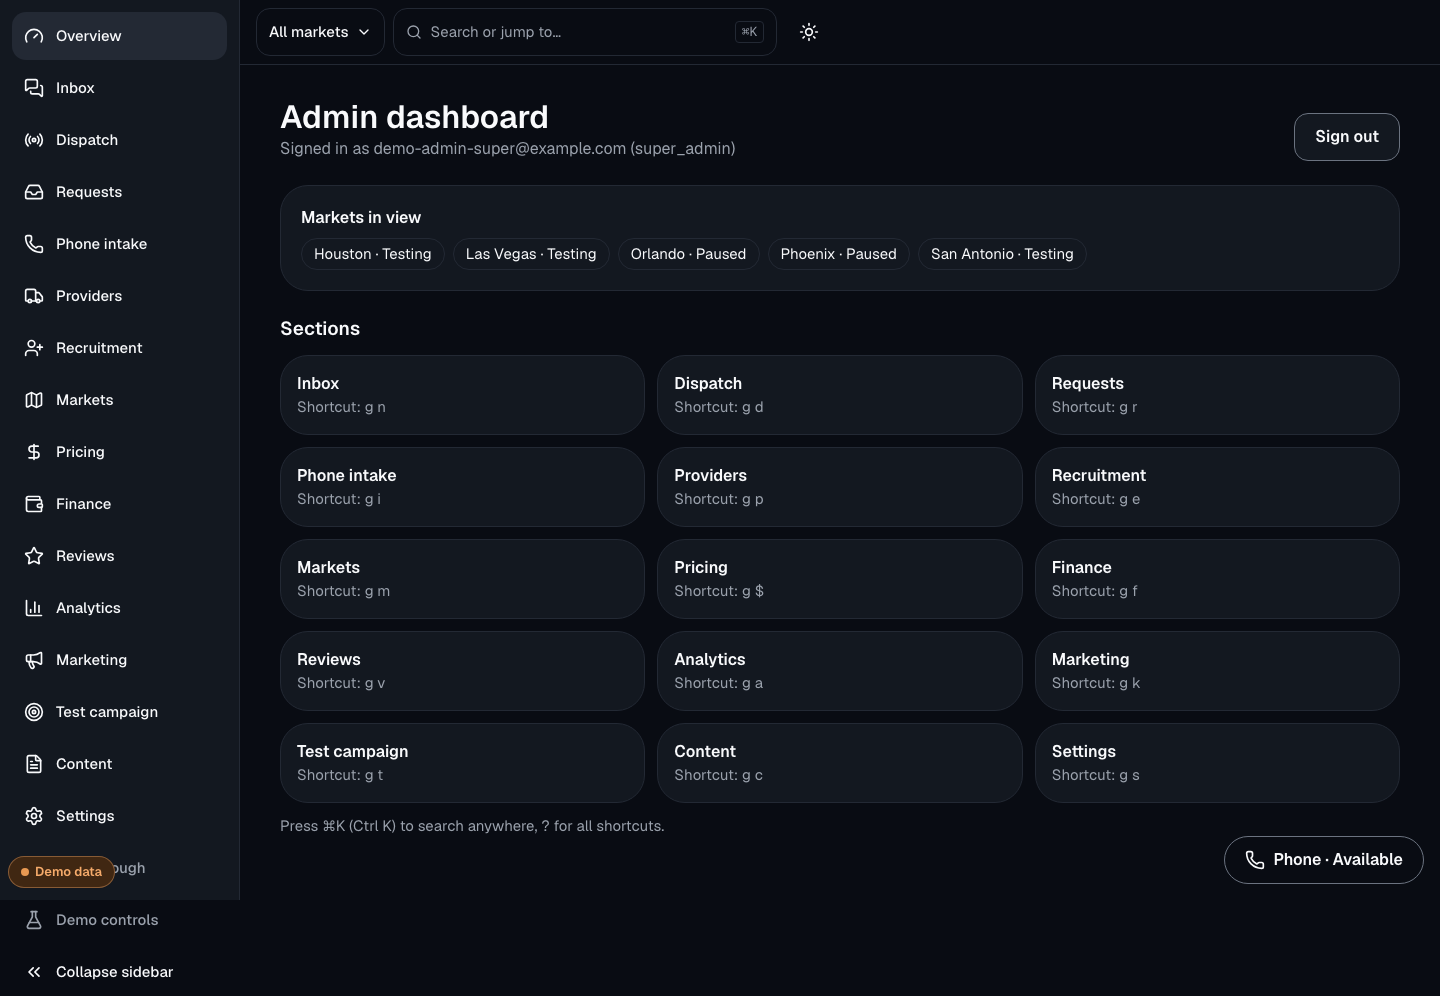 Overview
Inbox
Dispatch
Requests
Phone intake
Providers
Recruitment
Markets
Pricing
Finance
Reviews
Analytics
Marketing
Test campaign
Content
Settings
Demo data
Demo controls
Collapse sidebar
All markets
Search or jump to...
⌘K
Admin dashboard
Signed in as demo-admin-super@example.com (super_admin)
Sign out
Markets in view
Houston · Testing
Las Vegas · Testing
Orlando · Paused
Phoenix · Paused
San Antonio · Testing
Sections
Inbox
Shortcut: g n
Dispatch
Shortcut: g d
Requests
Shortcut: g r
Phone intake
Shortcut: g i
Providers
Shortcut: g p
Recruitment
Shortcut: g e
Markets
Shortcut: g m
Pricing
Shortcut: g $
Finance
Shortcut: g f
Reviews
Shortcut: g v
Analytics
Shortcut: g a
Marketing
Shortcut: g k
Test campaign
Shortcut: g t
Content
Shortcut: g c
Settings
Shortcut: g s
Press ⌘K (Ctrl K) to search anywhere, ? for all shortcuts.
Phone · Available